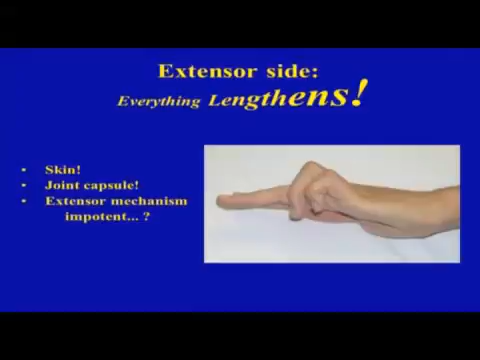 Extensor side:
Everything Lengthens!
• Skin!
• Joint capsule!
• Extensor mechanism
impotent... ?